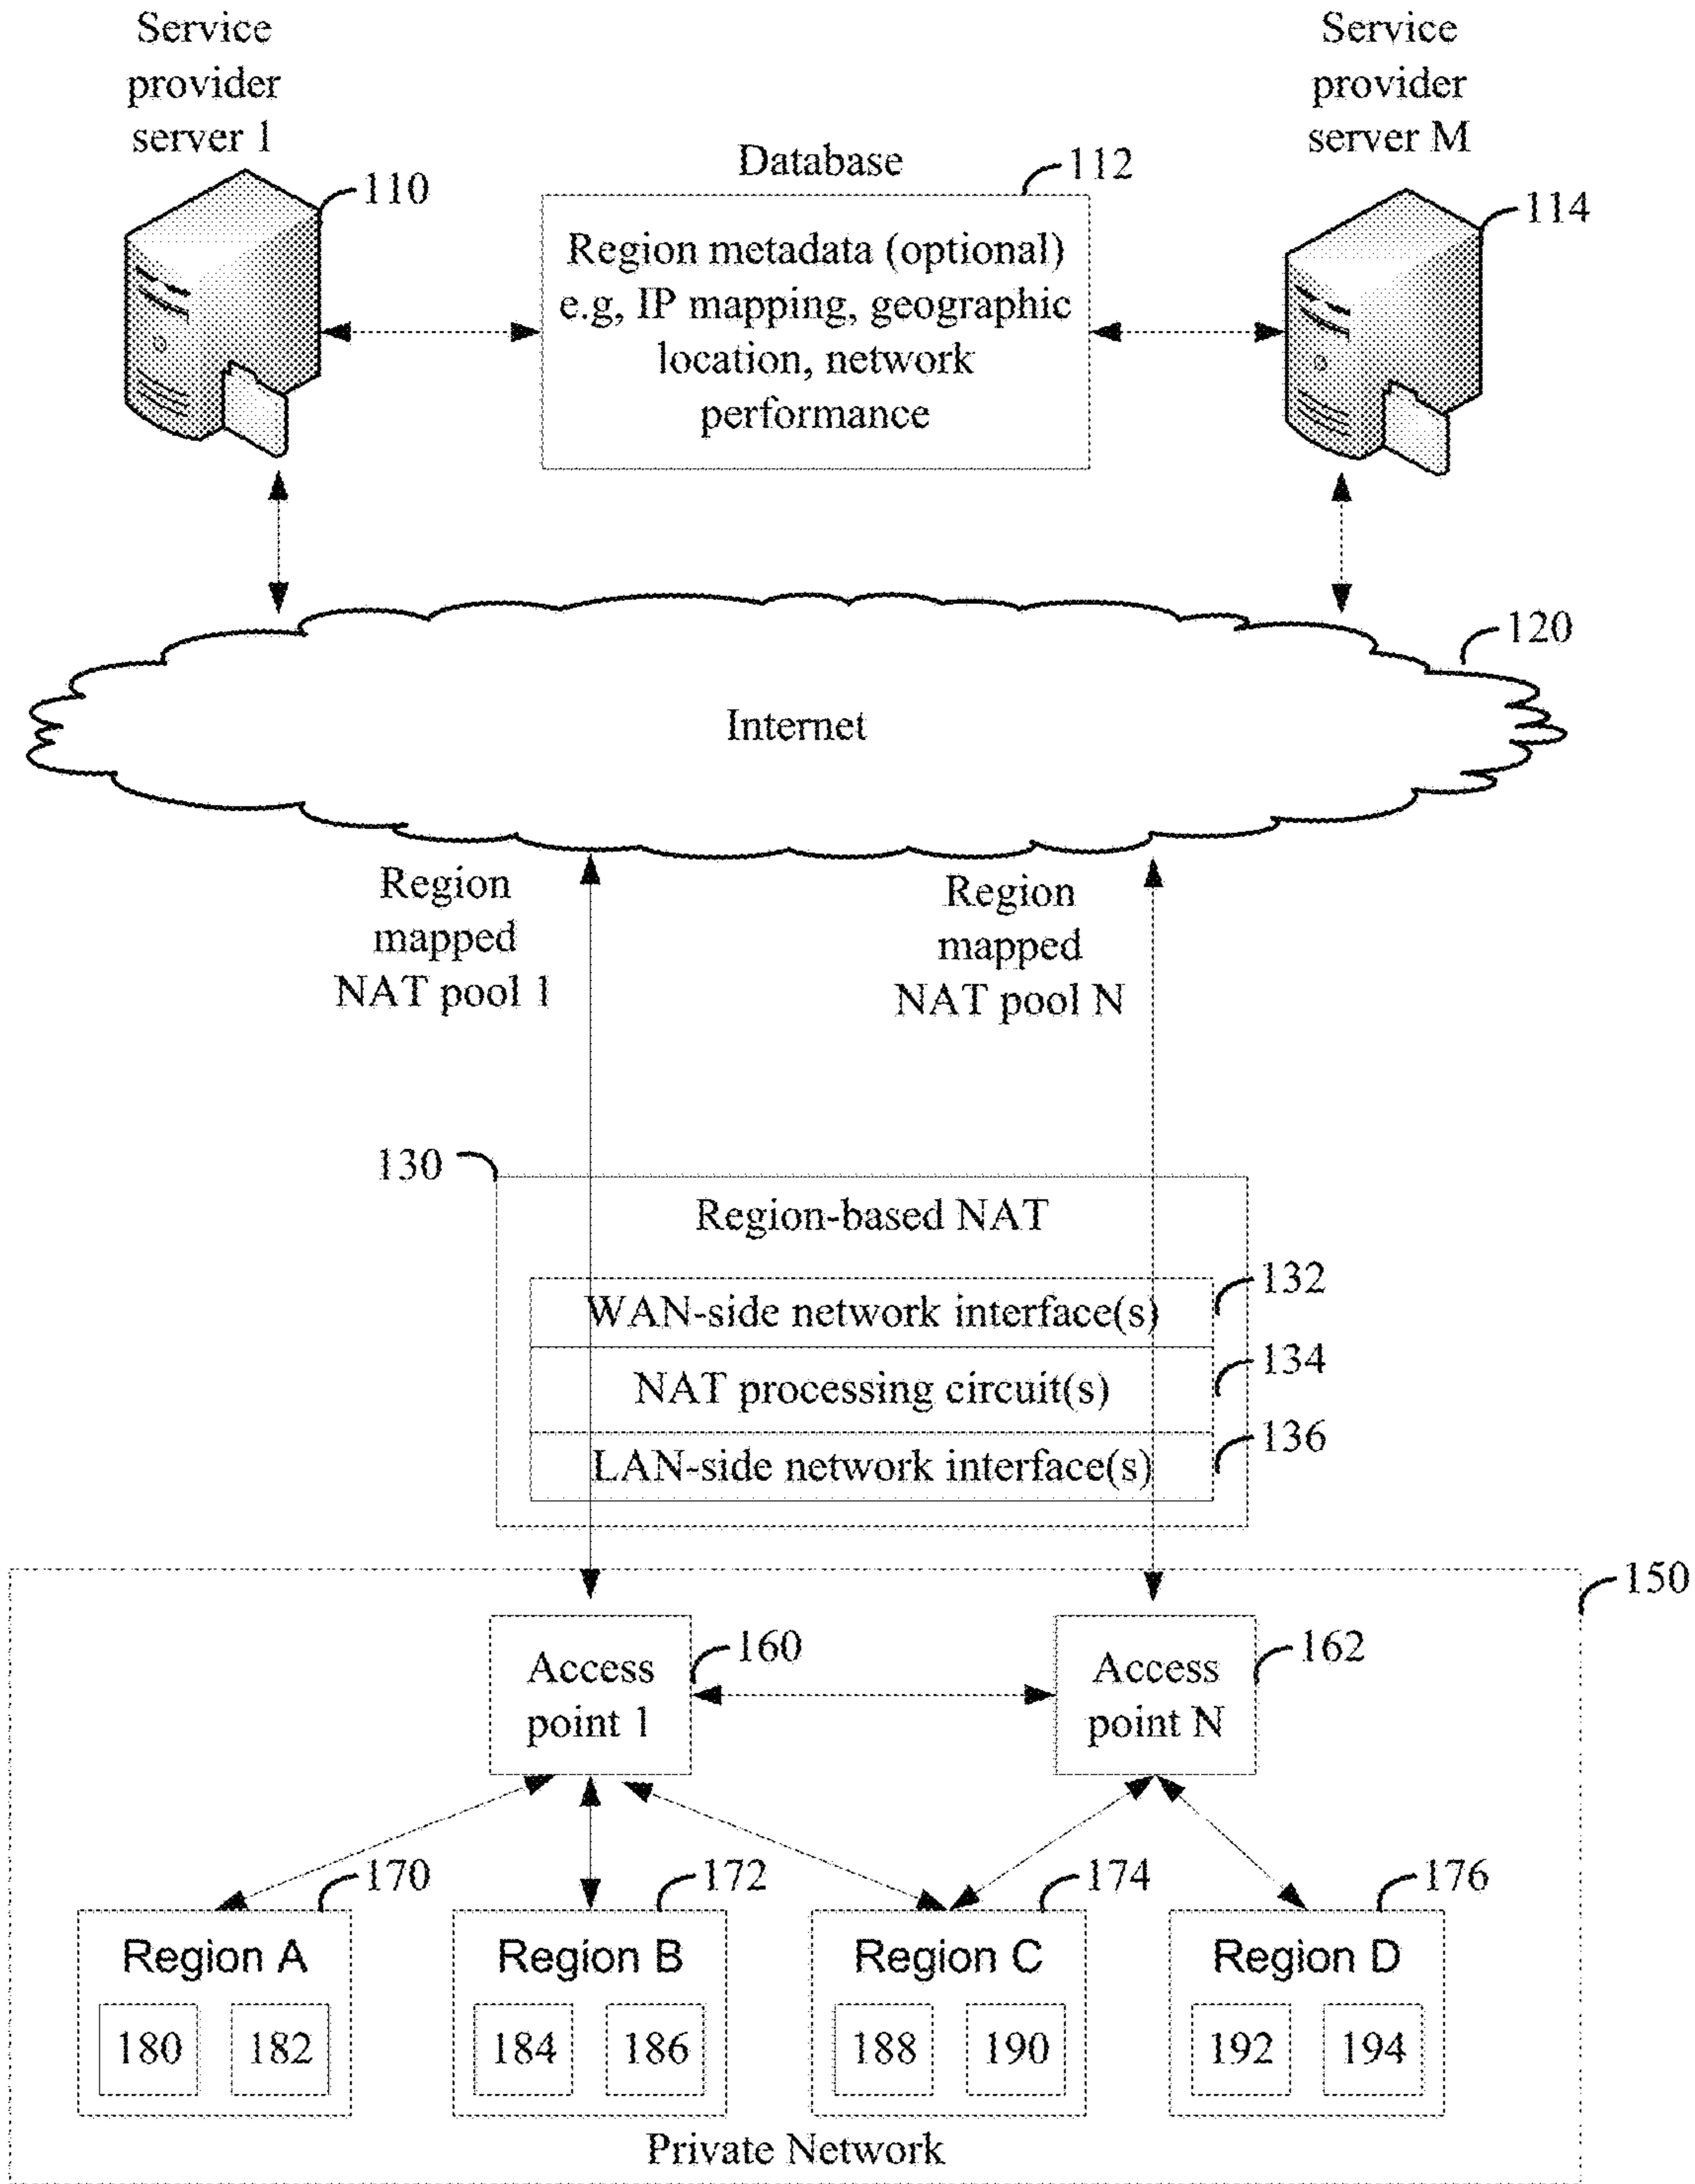 Service
provider
server 1
Service
provider
server M
Database
110
112
114
Region metadata (optional)
e.g, IP mapping, geographic
location, network
performance
120
Internet
Region
mapped
NAT pool 1
Region
mapped
NAT pool N
130
Region-based NAT
132
WAN-side network interface(s)
134
NAT processing circuit(s)
136
LAN-side network interface(s)
150
160
Access
point 1
162
Access
point N
170
172
174
176
Region A
Region B
Region C
Region D
180 182
184 186
188 190
192 194
Private Network